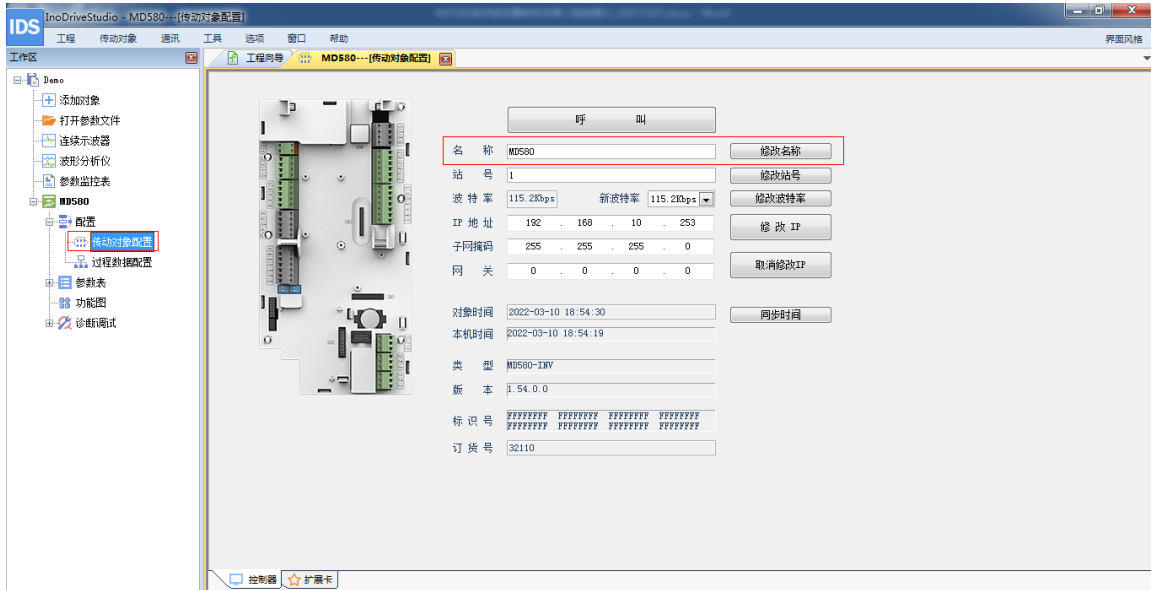 IDS InoDriveStudio - MD580---[传动对象配置]
工程 传动对象 通讯 工具 选项 窗口 帮助 界面风格
工作区
工程向导 MD580---[传动对象配置]
Demo
添加对象
打开参数文件
连续示波器
波形分析仪
参数监控表
MD580
配置
传动对象配置
过程数据配置
参数表
功能图
诊断调试
呼 叫
名 称 MD580 修改名称
站 号 1 修改站号
波 特 率 115.2Kbps 新波特率 115.2Kbps 修改波特率
IP 地 址 192 . 168 . 10 . 253 修 改 IP
子网掩码 255 . 255 . 255 . 0
网 关 0 . 0 . 0 . 0 取消修改IP
对象时间 2022-03-10 18:54:30 同步时间
本机时间 2022-03-10 18:54:19
类 型 MD580-INV
版 本 1.54.0.0
标 识 号 FFFFFFFF FFFFFFFF FFFFFFFF FFFFFFFF
FFFFFFFF FFFFFFFF FFFFFFFF FFFFFFFF
订 货 号 32110
控制器 扩展卡